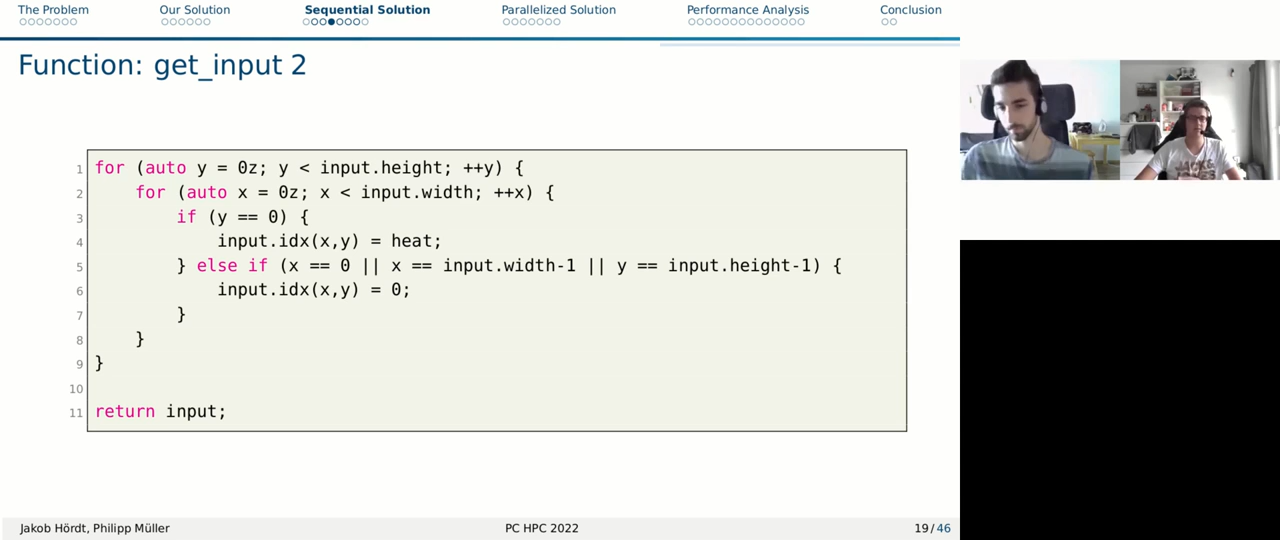 The Problem Our Solution Sequential Solution Parallelized Solution Performance Analysis Conclusion
Function: get_input 2
1 for (auto y = 0z; y < input.height; ++y) {
2 for (auto x = 0z; x < input.width; ++x) {
3 if (y == 0) {
4 input.idx(x,y) = heat;
5 } else if (x == 0 || x == input.width-1 || y == input.height-1) {
6 input.idx(x,y) = 0;
7 }
8 }
9 }
10
11 return input;
Jakob Hördt, Philipp Müller PC HPC 2022 19/46